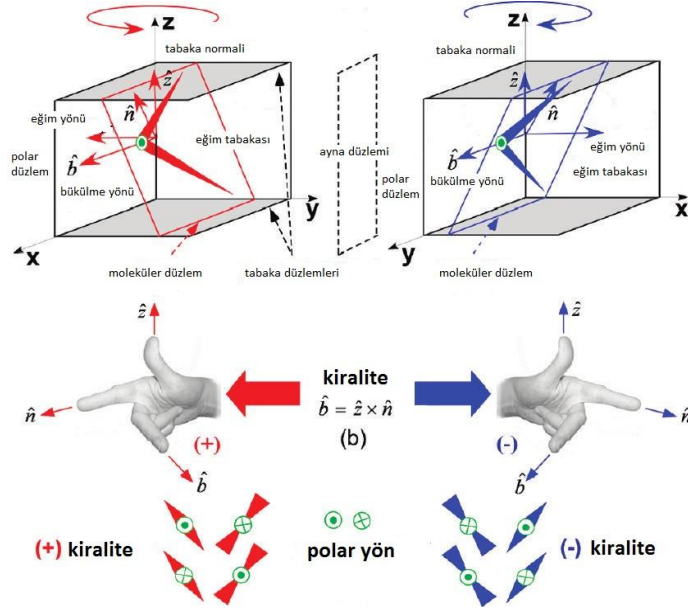 z
tabaka normali
ẑ
n̂
eğim yönü
polar
düzlem
b̂
eğim tabakası
bükülme yönü
x
y
moleküler düzlem
tabaka düzlemleri
ayna düzlemi
polar
düzlem
z
tabaka normali
ẑ
n̂
b̂
eğim yönü
bükülme yönü
eğim tabakası
y
x
moleküler düzlem
ẑ
n̂
(+)
b̂
kiralite
b̂ = ẑ × n̂
(b)
ẑ
n̂
(-)
b̂
(+) kiralite
polar yön
(-) kiralite